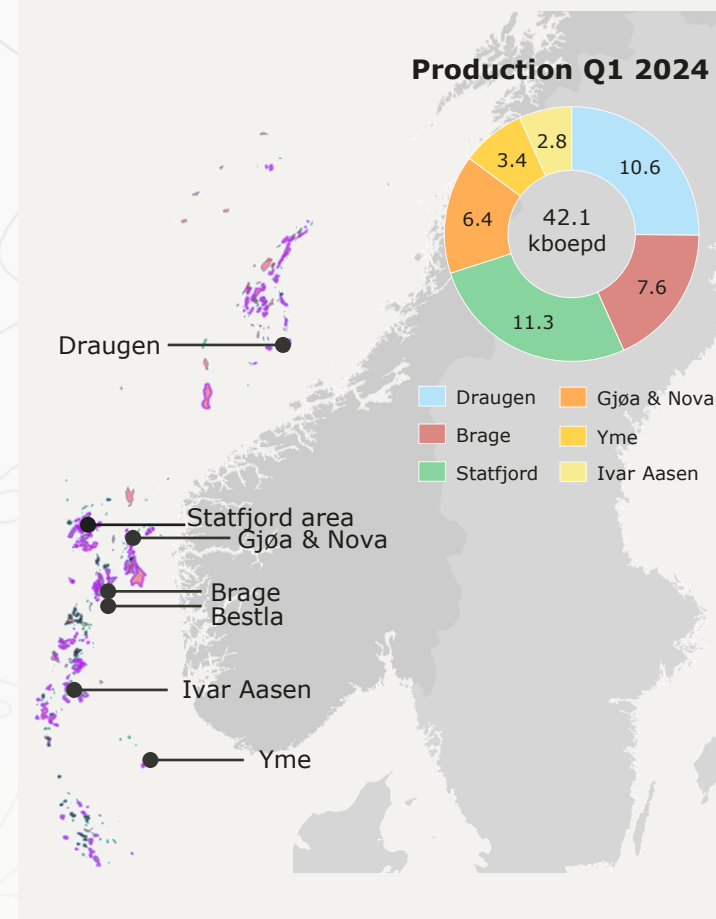 Production Q1 2024
2.8
10.6
3.4
6.4
42.1
kboepd
7.6
11.3
Draugen
Draugen
Gjøa & Nova
Brage
Yme
Statfjord
Ivar Aasen
Statfjord area
Gjøa & Nova
Brage
Bestla
Ivar Aasen
Yme